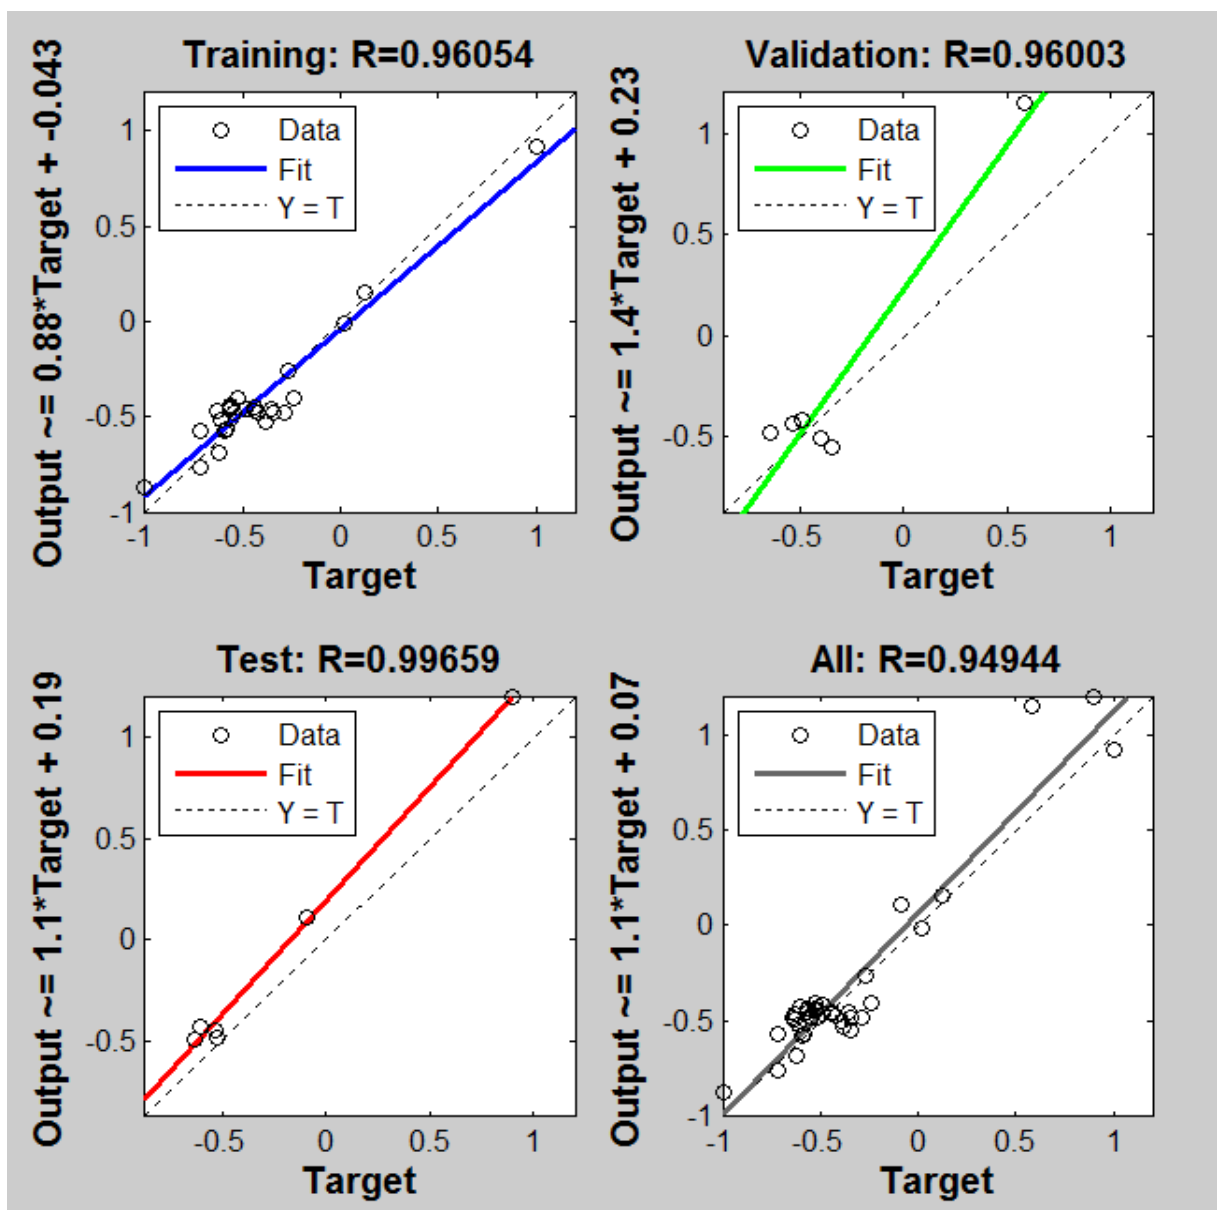 Training: R=0.96054
Output ~= 0.88*Target + -0.043
Data
Fit
Y = T
1
0.5
0
-0.5
-1
-1
-0.5
0
0.5
1
Target
Validation: R=0.96003
Output ~= 1.4*Target + 0.23
Data
Fit
Y = T
1
0.5
0
-0.5
-0.5
0
0.5
1
Target
Test: R=0.99659
Output ~= 1.1*Target + 0.19
Data
Fit
Y = T
1
0.5
0
-0.5
-0.5
0
0.5
1
Target
All: R=0.94944
Output ~= 1.1*Target + 0.07
Data
Fit
Y = T
1
0.5
0
-0.5
-1
-1
-0.5
0
0.5
1
Target